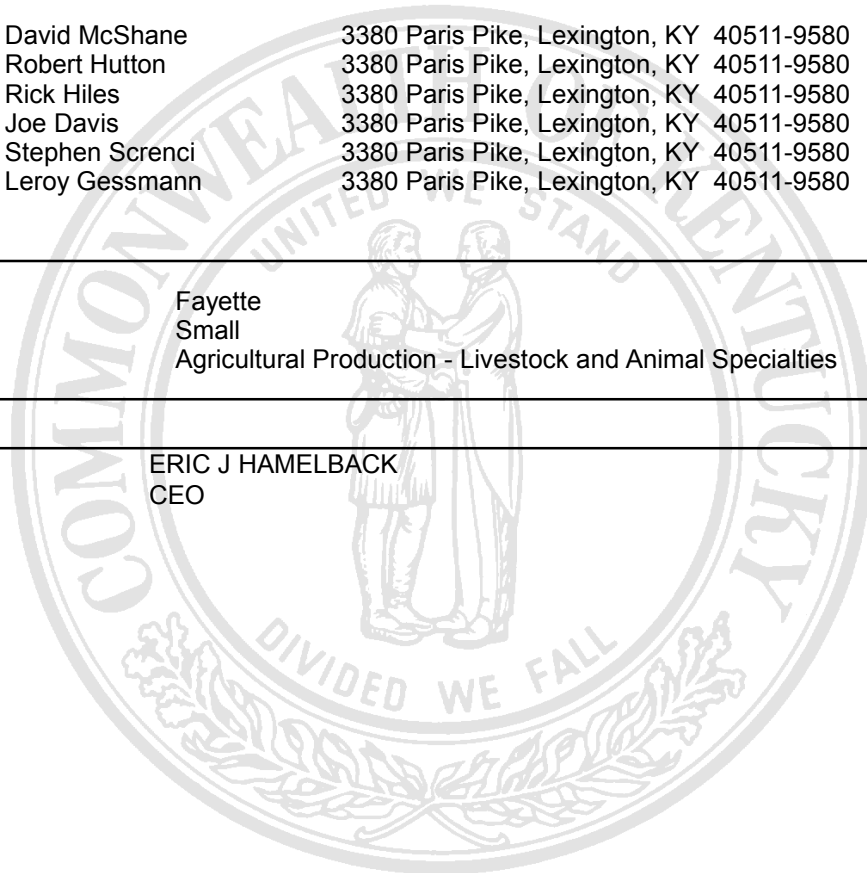 David McShane 3380 Paris Pike, Lexington, KY 40511-9580
Robert Hutton 3380 Paris Pike, Lexington, KY 40511-9580
Rick Hiles 3380 Paris Pike, Lexington, KY 40511-9580
Joe Davis 3380 Paris Pike, Lexington, KY 40511-9580
Stephen Screnci 3380 Paris Pike, Lexington, KY 40511-9580
Leroy Gessmann 3380 Paris Pike, Lexington, KY 40511-9580
COMMONWEALTH OF KENTUCKY
UNITED WE STAND
Fayette
Small
Agricultural Production - Livestock and Animal Specialties
ERIC J HAMELBACK
CEO
DIVIDED WE FALL